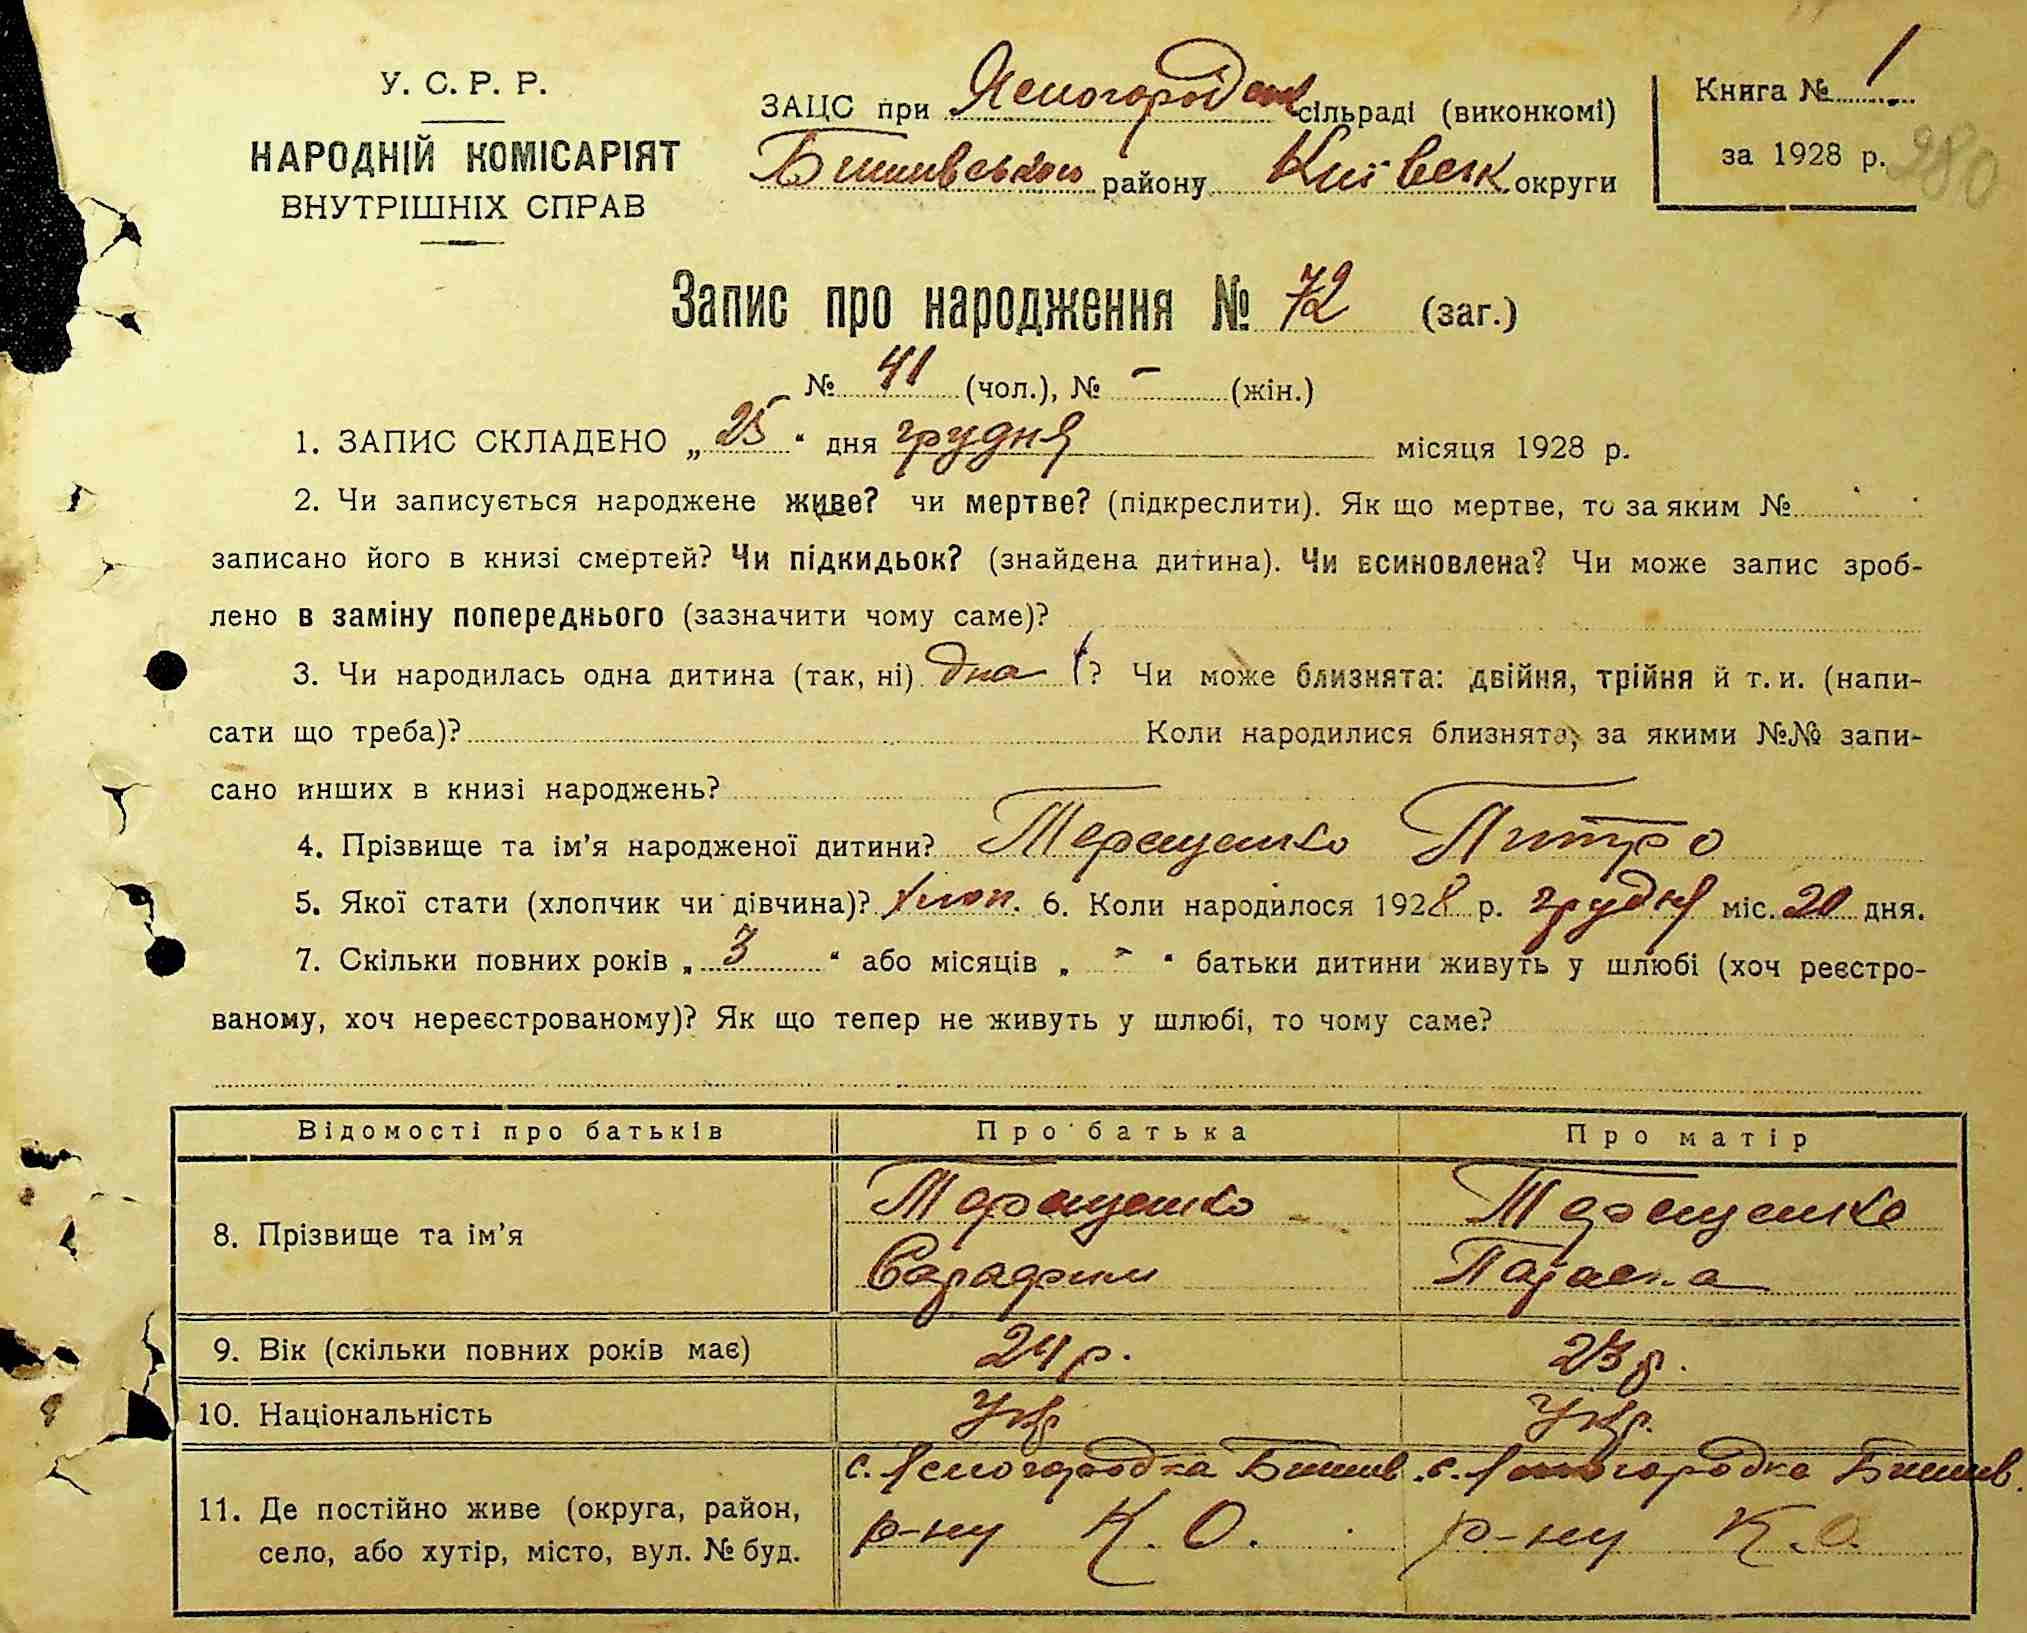 У. С. Р. Р.
НАРОДНІЙ КОМІСАРІЯТ
ВНУТРІШНІХ СПРАВ
ЗАЦС при Ясногородськ сільраді (виконкомі)
Бишивського району Київськ округи
Книга № 1
за 1928 р.
280
Запис про народження № 72 (заг.)
№ 41 (чол.), № - (жін.)
1. ЗАПИС СКЛАДЕНО „ 25 “ дня грудня місяця 1928 р.
2. Чи записується народжене живе? чи мертве? (підкреслити). Як що мертве, то за яким №
записано його в книзі смертей? Чи підкидьок? (знайдена дитина). Чи всиновлена? Чи може запис зроб-
лено в заміну попереднього (зазначити чому саме)?
3. Чи народилась одна дитина (так, ні) дна ? Чи може близнята: двійня, трійня й т. и. (напи-
сати що треба)? Коли народилися близнята, за якими №№ запи-
сано инших в книзі народжень?
4. Прізвище та ім’я народженої дитини? Терещенко Питро
5. Якої стати (хлопчик чи дівчина)? хлоп. 6. Коли народилося 1928 р. грудня міс. 20 дня.
7. Скільки повних років „ 3 “ або місяців „ - “ батьки дитини живуть у шлюбі (хоч реєстро-
ваному, хоч нереєстрованому)? Як що тепер не живуть у шлюбі, то чому саме?
Відомості про батьків Про батька Про матір
8. Прізвище та ім’я
Терещенко Терещенко
Сарафим Параска
9. Вік (скільки повних років має) 24 р. 23 р.
10. Національність Укр Укр.
11. Де постійно живе (округа, район,
село, або хутір, місто, вул. № буд.
с. Ясногородка Бишив. с. Ясногородка Бишив.
р-ну К. О. р-ну К. О.